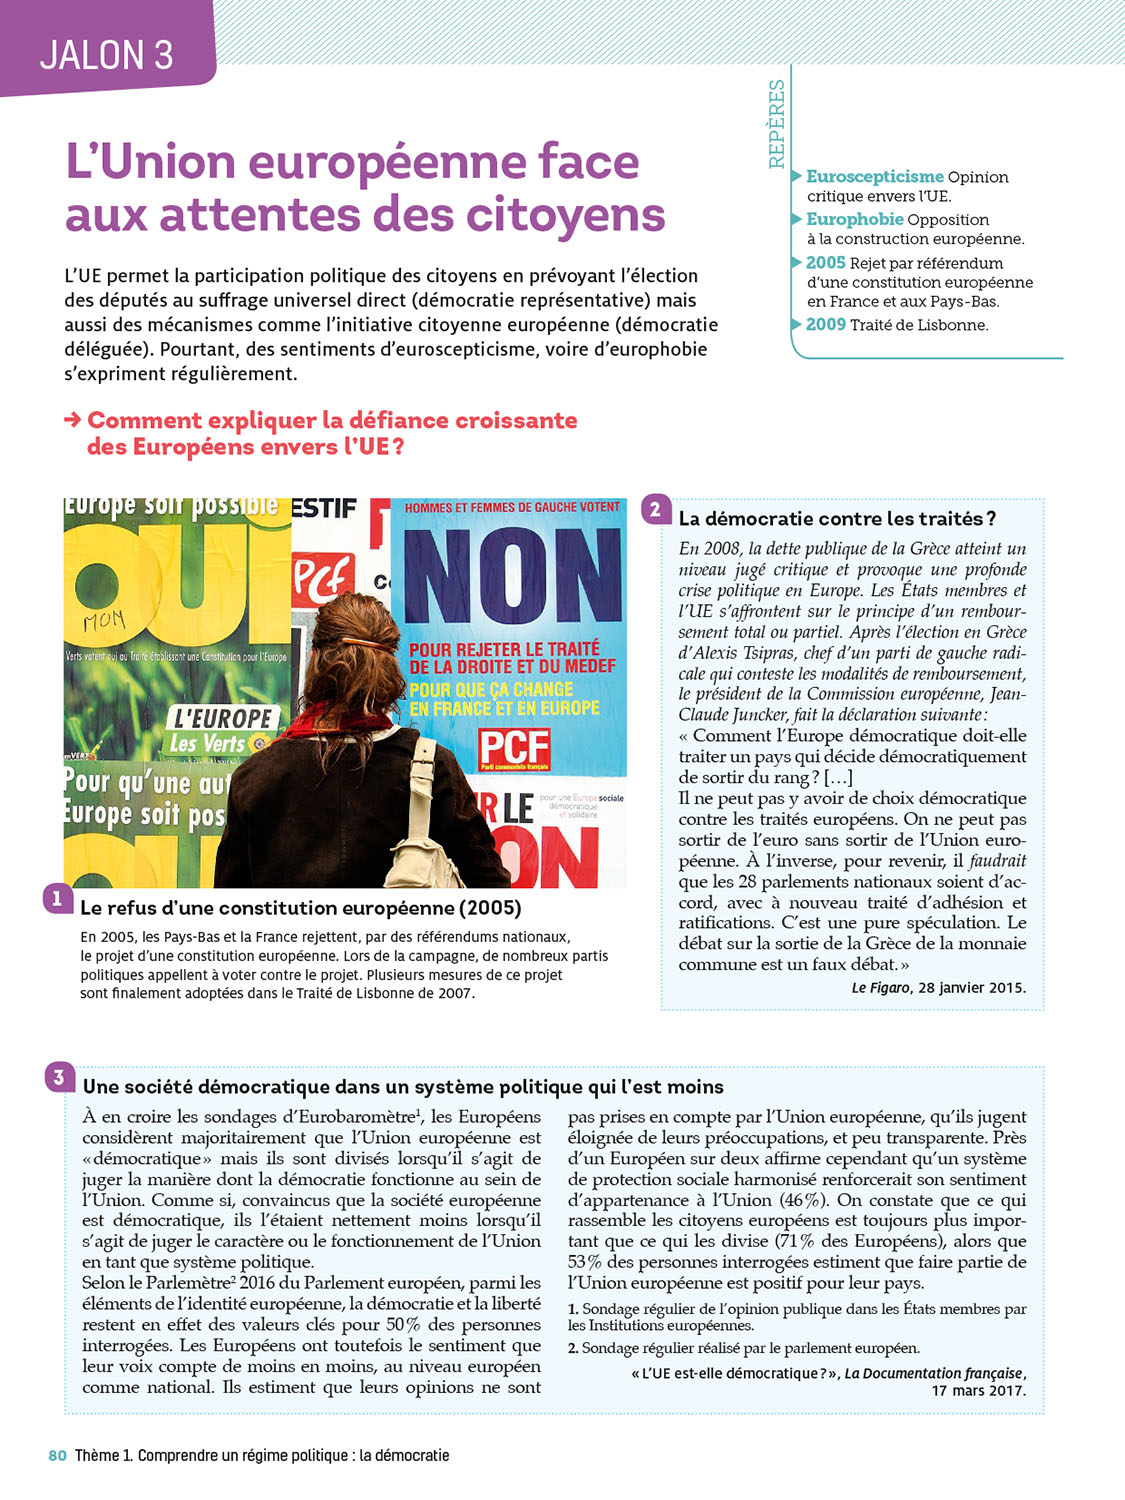 JALON 3
L'Union européenne face
aux attentes des citoyens
L'UE permet la participation politique des citoyens en prévoyant l'élection
des députés au suffrage universel direct (démocratie représentative) mais
aussi des mécanismes comme l'initiative citoyenne européenne (démocratie
déléguée). Pourtant, des sentiments d'euroscepticisme, voire d'europhobie
s'expriment régulièrement.
→ Comment expliquer la défiance croissante
des Européens envers l'UE ?
REPÈRES
Euroscepticisme Opinion
critique envers l'UE.
Europhobie Opposition
à la construction européenne.
2005 Rejet par référendum
d'une constitution européenne
en France et aux Pays-Bas.
2009 Traité de Lisbonne.
Europe soit possible
OUI
MON
Verts votent oui au Traité établissant une Constitution pour l'Europe
L'EUROPE
Les Verts
Pour qu'une aut
Europe soit pos
OUI
ESTIF
PCF
C
HOMMES ET FEMMES DE GAUCHE VOTENT
NON
POUR REJETER LE TRAITÉ
DE LA DROITE ET DU MEDEF
POUR QUE ÇA CHANGE
EN FRANCE ET EN EUROPE
PCF
Parti communiste français
R LE
pour une Europe sociale
démocratique
et solidaire
ON
1
Le refus d'une constitution européenne (2005)
En 2005, les Pays-Bas et la France rejettent, par des référendums nationaux,
le projet d'une constitution européenne. Lors de la campagne, de nombreux partis
politiques appellent à voter contre le projet. Plusieurs mesures de ce projet
sont finalement adoptées dans le Traité de Lisbonne de 2007.
2
La démocratie contre les traités ?
En 2008, la dette publique de la Grèce atteint un
niveau jugé critique et provoque une profonde
crise politique en Europe. Les États membres et
l'UE s'affrontent sur le principe d'un rembour-
sement total ou partiel. Après l'élection en Grèce
d'Alexis Tsipras, chef d'un parti de gauche radi-
cale qui conteste les modalités de remboursement,
le président de la Commission européenne, Jean-
Claude Juncker, fait la déclaration suivante :
« Comment l'Europe démocratique doit-elle
traiter un pays qui décide démocratiquement
de sortir du rang ? […]
Il ne peut pas y avoir de choix démocratique
contre les traités européens. On ne peut pas
sortir de l'euro sans sortir de l'Union euro-
péenne. À l'inverse, pour revenir, il faudrait
que les 28 parlements nationaux soient d'ac-
cord, avec à nouveau traité d'adhésion et
ratifications. C'est une pure spéculation. Le
débat sur la sortie de la Grèce de la monnaie
commune est un faux débat. »
Le Figaro, 28 janvier 2015.
3
Une société démocratique dans un système politique qui l'est moins
À en croire les sondages d'Eurobaromètre1, les Européens
considèrent majoritairement que l'Union européenne est
« démocratique » mais ils sont divisés lorsqu'il s'agit de
juger la manière dont la démocratie fonctionne au sein de
l'Union. Comme si, convaincus que la société européenne
est démocratique, ils l'étaient nettement moins lorsqu'il
s'agit de juger le caractère ou le fonctionnement de l'Union
en tant que système politique.
Selon le Parlemètre2 2016 du Parlement européen, parmi les
éléments de l'identité européenne, la démocratie et la liberté
restent en effet des valeurs clés pour 50 % des personnes
interrogées. Les Européens ont toutefois le sentiment que
leur voix compte de moins en moins, au niveau européen
comme national. Ils estiment que leurs opinions ne sont
pas prises en compte par l'Union européenne, qu'ils jugent
éloignée de leurs préoccupations, et peu transparente. Près
d'un Européen sur deux affirme cependant qu'un système
de protection sociale harmonisé renforcerait son sentiment
d'appartenance à l'Union (46 %). On constate que ce qui
rassemble les citoyens européens est toujours plus impor-
tant que ce qui les divise (71 % des Européens), alors que
53 % des personnes interrogées estiment que faire partie de
l'Union européenne est positif pour leur pays.
1. Sondage régulier de l'opinion publique dans les États membres par
les Institutions européennes.
2. Sondage régulier réalisé par le parlement européen.
« L'UE est-elle démocratique ? », La Documentation française,
17 mars 2017.
80 Thème 1. Comprendre un régime politique : la démocratie